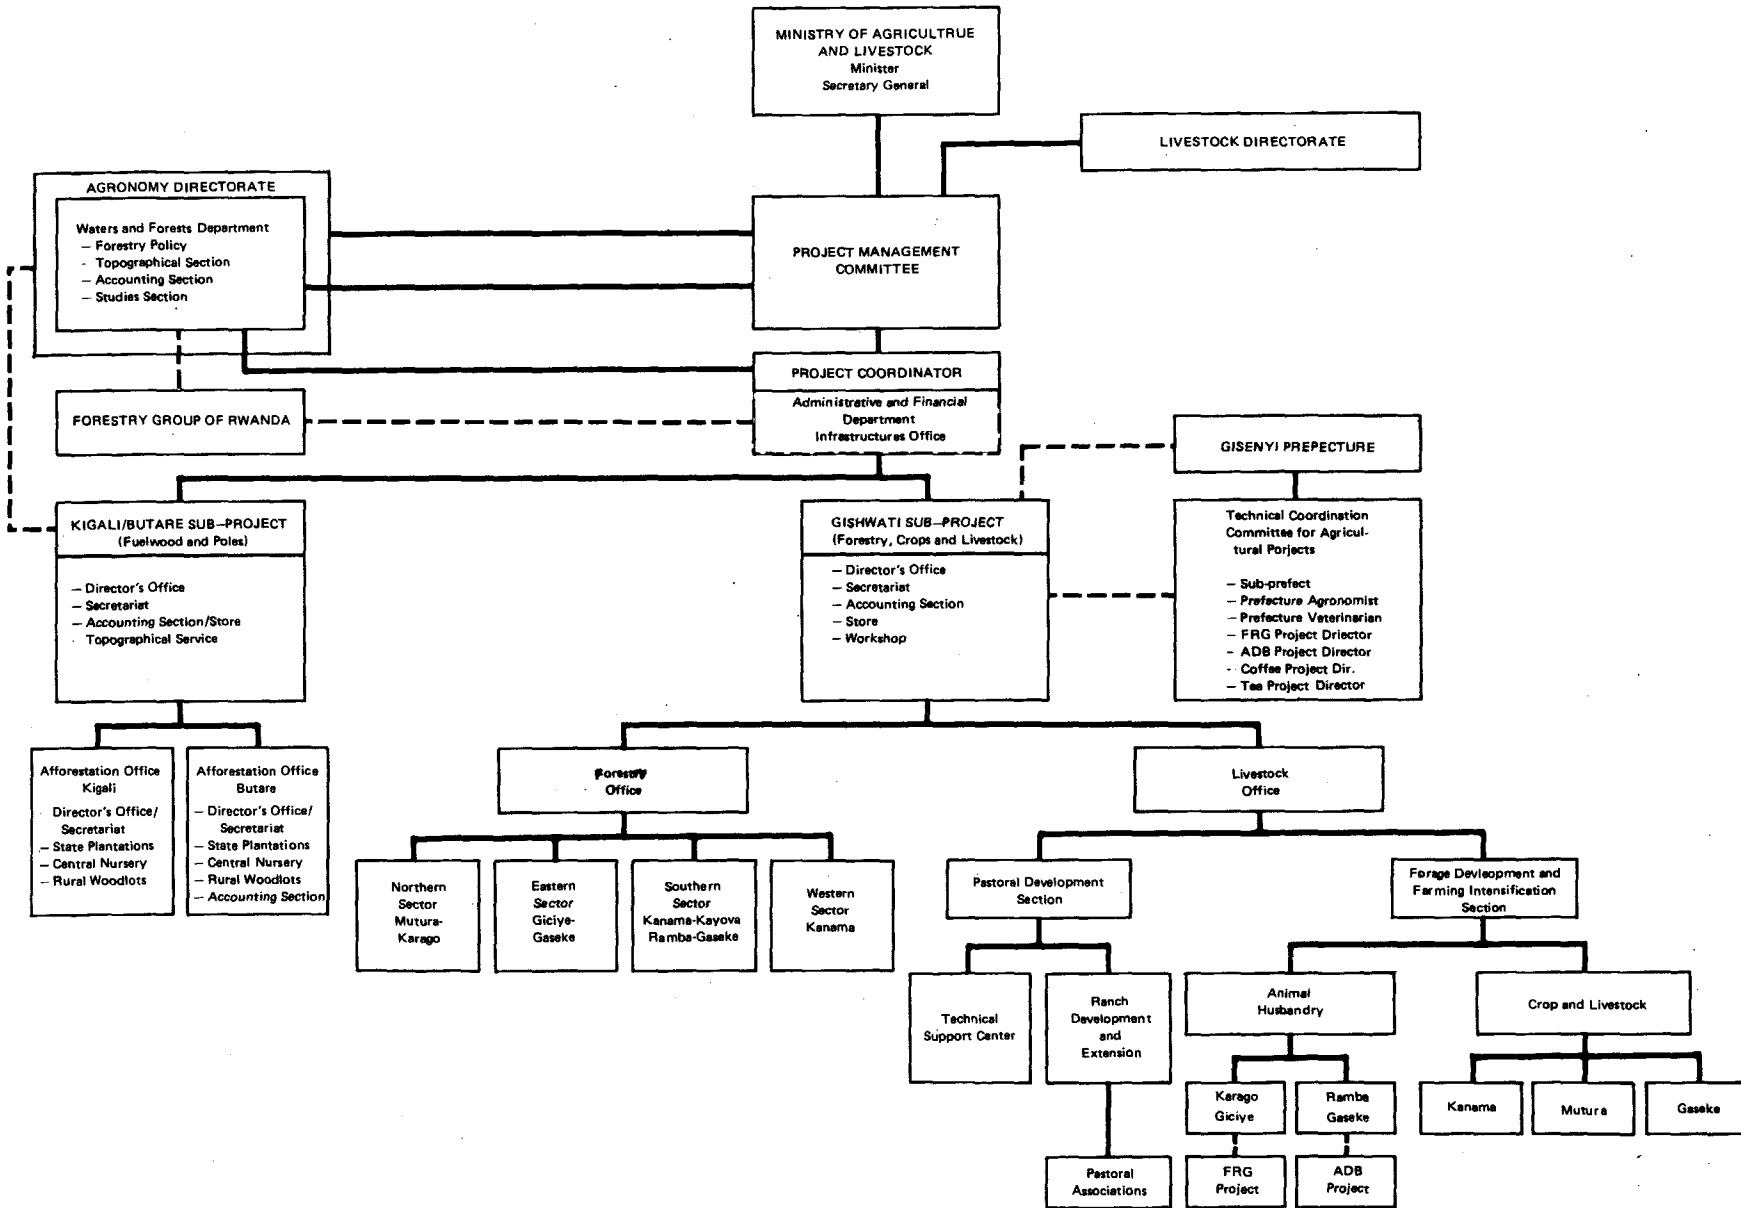 MINISTRY OF AGRICULTRUE
AND LIVESTOCK
Minister
Secretary General
LIVESTOCK DIRECTORATE
AGRONOMY DIRECTORATE
Waters and Forests Department
— Forestry Policy
- Topographical Section
— Accounting Section
— Studies Section
PROJECT MANAGEMENT
COMMITTEE
PROJECT COORDINATOR
Administrative and Financial
Department
Infrastructures Office
FORESTRY GROUP OF RWANDA
GISENYI PREPECTURE
KIGALI/BUTARE SUB—PROJECT
(Fuelwood and Poles)
— Director's Office
— Secretariat
— Accounting Section/Store
- Topographical Service
GISHWATI SUB—PROJECT
(Forestry, Crops and Livestock)
— Director's Office
— Secretariat
— Accounting Section
— Store
— Workshop
Technical Coordination
Committee for Agricul-
tural Porjects
— Sub-prefect
— Prefecture Agronomist
— Prefecture Veterinarian
— FRG Project Driector
- ADB Project Director
- Coffee Project Dir.
— Tea Project Director
Afforestation Office
Kigali
Director's Office/
Secretariat
— State Plantations
— Central Nursery
— Rural Woodlots
Afforestation Office
Butare
— Director's Office/
Secretariat
— State Plantations
— Central Nursery
— Rural Woodlots
— Accounting Section
Forestry
Office
Livestock
Office
Northern
Sector
Mutura-
Karago
Eastern
Sector
Giciye-
Gaseke
Southern
Sector
Kanama-Kayova
Ramba-Gaseke
Western
Sector
Kanama
Pastoral Development
Section
Forage Devleopment and
Farming Intensification
Section
Technical
Support Center
Ranch
Development
and
Extension
Animal
Husbandry
Crop and Livestock
Karago
Giciye
Ramba
Gaseke
Kanama
Mutura
Gaseke
Pastoral
Associations
FRG
Project
ADB
Project